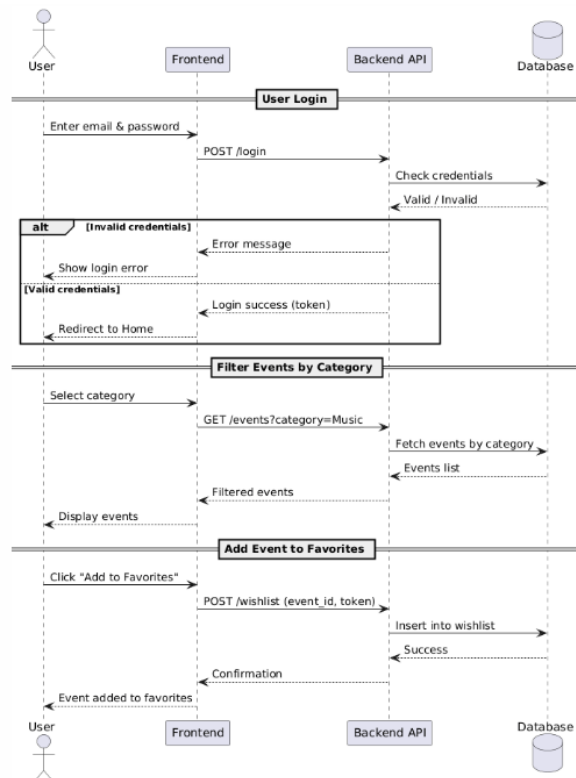 User
Frontend
Backend API
Database
User Login
Enter email & password
POST /login
Check credentials
Valid / Invalid
alt
[Invalid credentials]
Error message
Show login error
[Valid credentials]
Login success (token)
Redirect to Home
Filter Events by Category
Select category
GET /events?category=Music
Fetch events by category
Events list
Filtered events
Display events
Add Event to Favorites
Click "Add to Favorites"
POST /wishlist (event_id, token)
Insert into wishlist
Success
Confirmation
Event added to favorites
User
Frontend
Backend API
Database